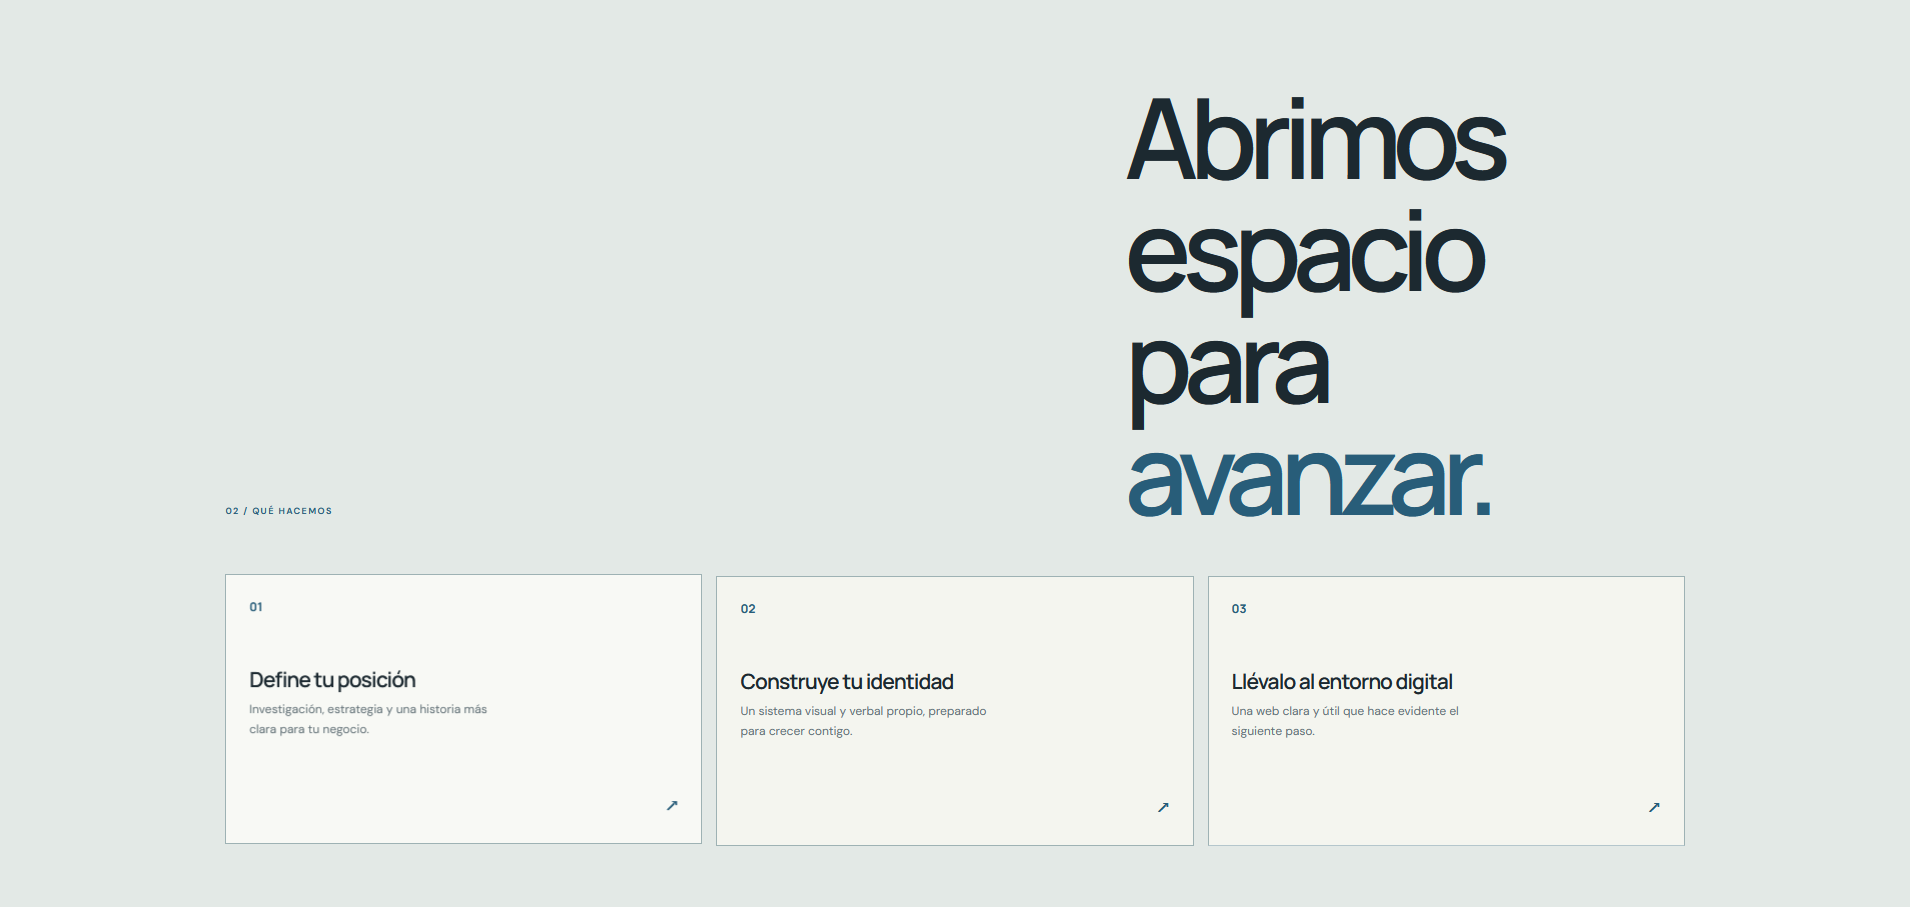 Abrimos
espacio
para
avanzar.
02 / QUÉ HACEMOS
01
Define tu posición
Investigación, estrategia y una historia más
clara para tu negocio.
↗
02
Construye tu identidad
Un sistema visual y verbal propio, preparado
para crecer contigo.
↗
03
Llévalo al entorno digital
Una web clara y útil que hace evidente el
siguiente paso.
↗